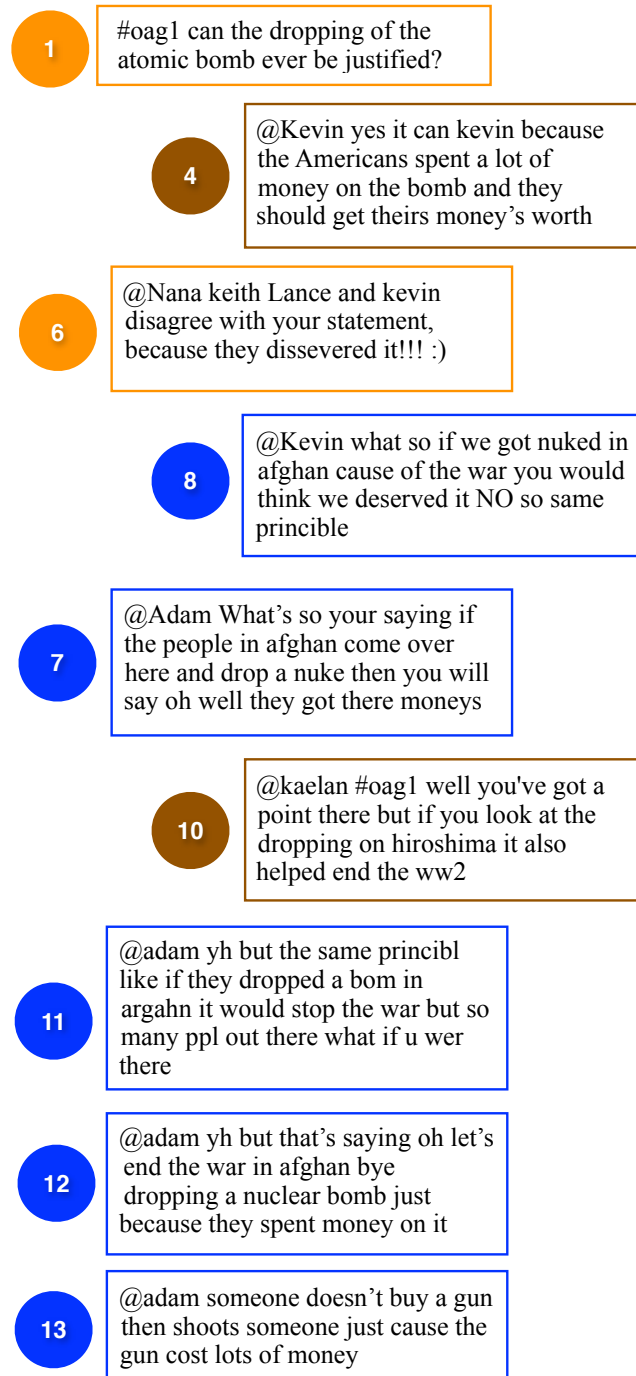 1
#oag1 can the dropping of the
atomic bomb ever be justified?
4
@Kevin yes it can kevin because
the Americans spent a lot of
money on the bomb and they
should get theirs money’s worth
6
@Nana keith Lance and kevin
disagree with your statement,
because they dissevered it!!! :)
8
@Kevin what so if we got nuked in
afghan cause of the war you would
think we deserved it NO so same
princible
7
@Adam What’s so your saying if
the people in afghan come over
here and drop a nuke then you will
say oh well they got there moneys
10
@kaelan #oag1 well you've got a
point there but if you look at the
dropping on hiroshima it also
helped end the ww2
11
@adam yh but the same principl
like if they dropped a bom in
argahn it would stop the war but so
many ppl out there what if u wer
there
12
@adam yh but that’s saying oh let’s
end the war in afghan bye
dropping a nuclear bomb just
because they spent money on it
13
@adam someone doesn’t buy a gun
then shoots someone just cause the
gun cost lots of money